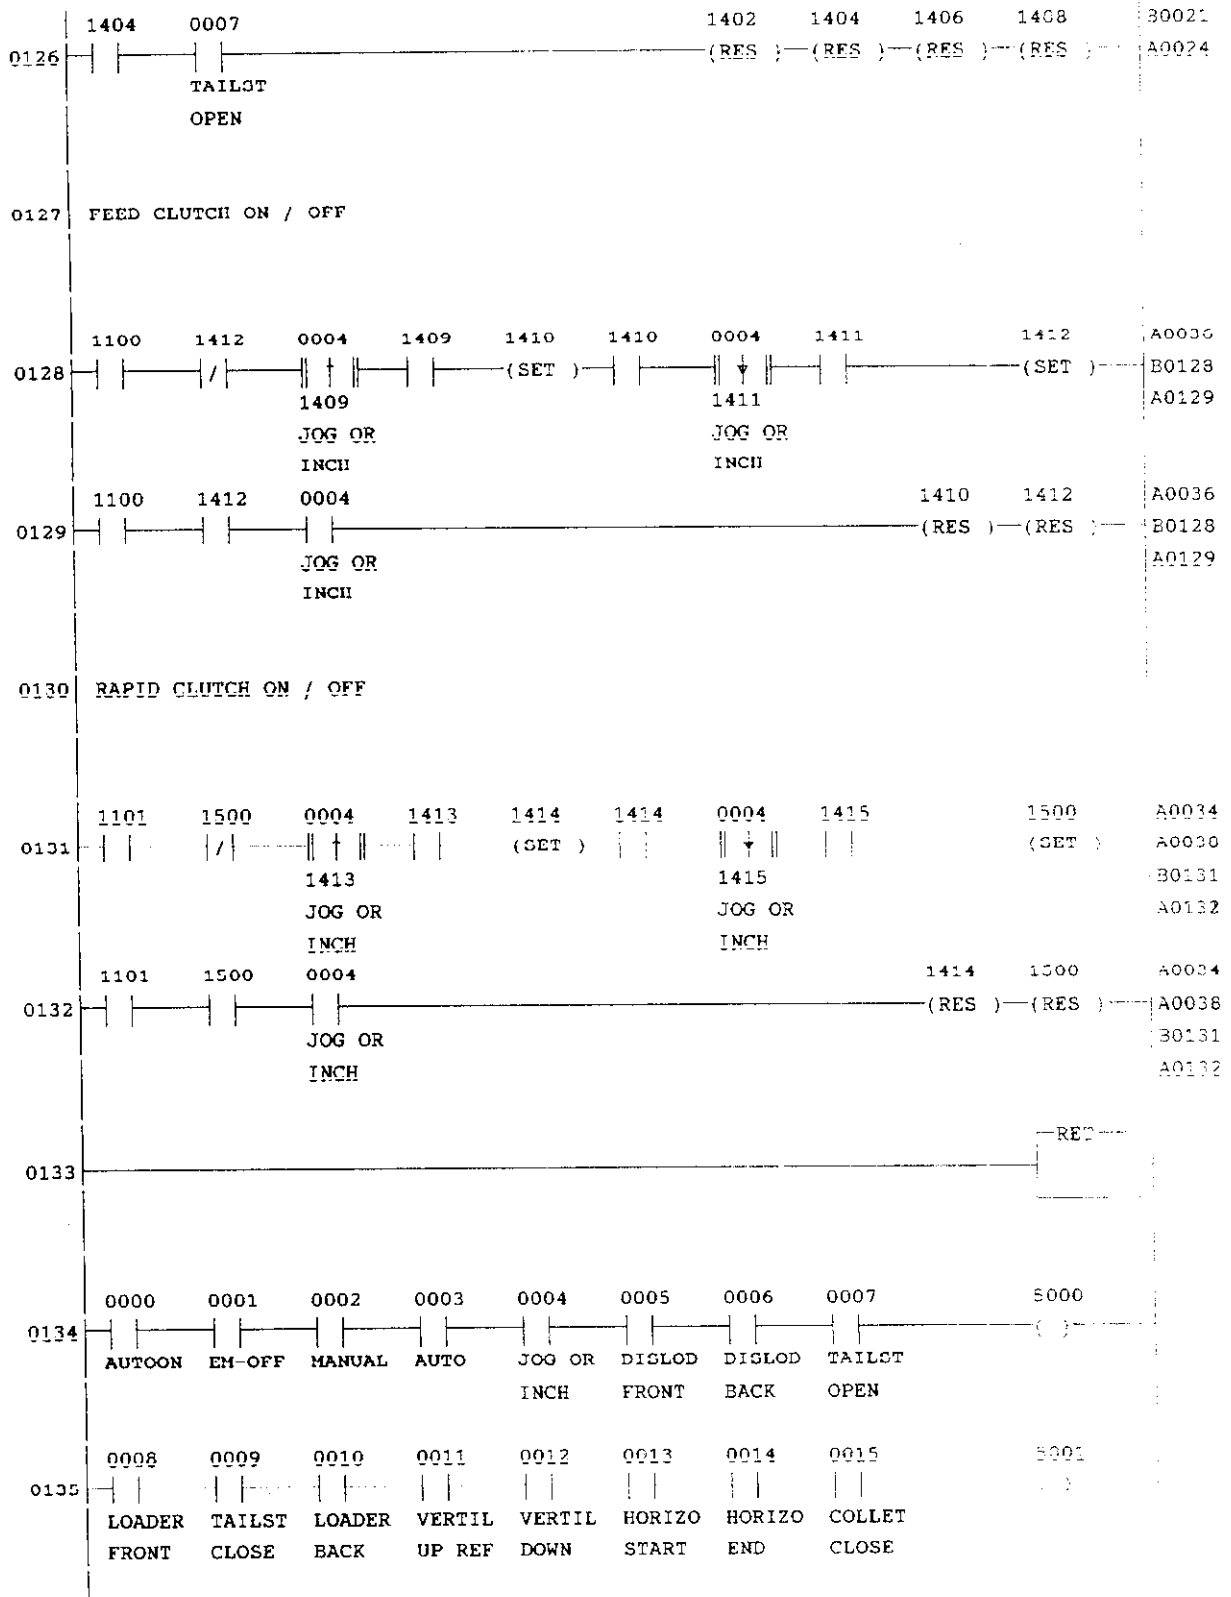 1404 0007 1402 1404 1406 1408 B0021
0126 (RES ) (RES ) (RES ) (RES ) A0024
TAILST
OPEN
0127 FEED CLUTCH ON / OFF
1100 1412 0004 1409 1410 1410 0004 1411 1412 A0036
0128 (SET ) (SET ) B0128
1409 1411 A0129
JOG OR JOG OR
INCH INCH
1100 1412 0004 1410 1412 A0036
0129 (RES ) (RES ) B0128
JOG OR A0129
INCH
0130 RAPID CLUTCH ON / OFF
1101 1500 0004 1413 1414 1414 0004 1415 1500 A0034
0131 (SET ) (SET ) A0038
1413 1415 B0131
JOG OR JOG OR A0132
INCH INCH
1101 1500 0004 1414 1500 A0034
0132 (RES ) (RES ) A0038
JOG OR B0131
INCH A0132
RET
0133
0000 0001 0002 0003 0004 0005 0006 0007 5000
0134 ( )
AUTOON EM-OFF MANUAL AUTO JOG OR DISLOD DISLOD TAILST
INCH FRONT BACK OPEN
0008 0009 0010 0011 0012 0013 0014 0015 5001
0135 ( )
LOADER TAILST LOADER VERTIL VERTIL HORIZO HORIZO COLLET
FRONT CLOSE BACK UP REF DOWN START END CLOSE